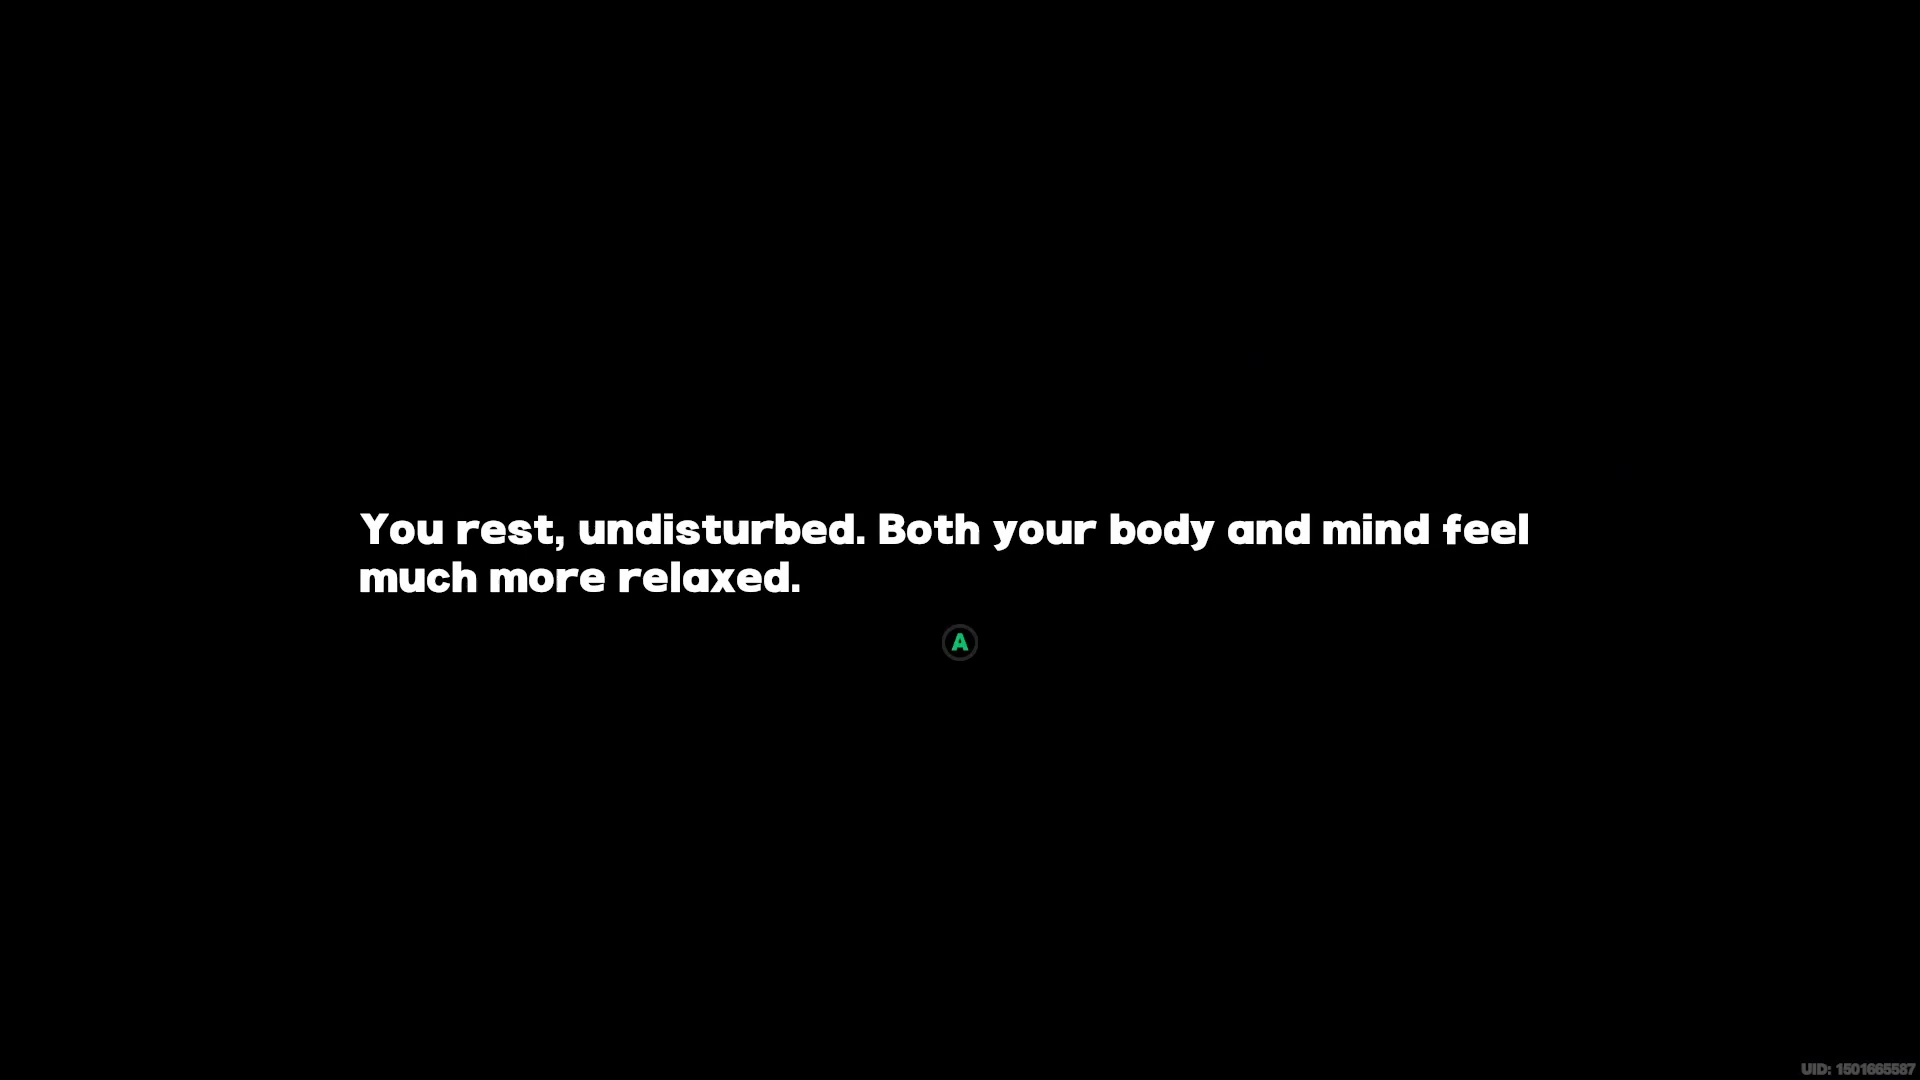 You rest, undisturbed. Both your body and mind feel
much more relaxed.
A
UID: 1501665587